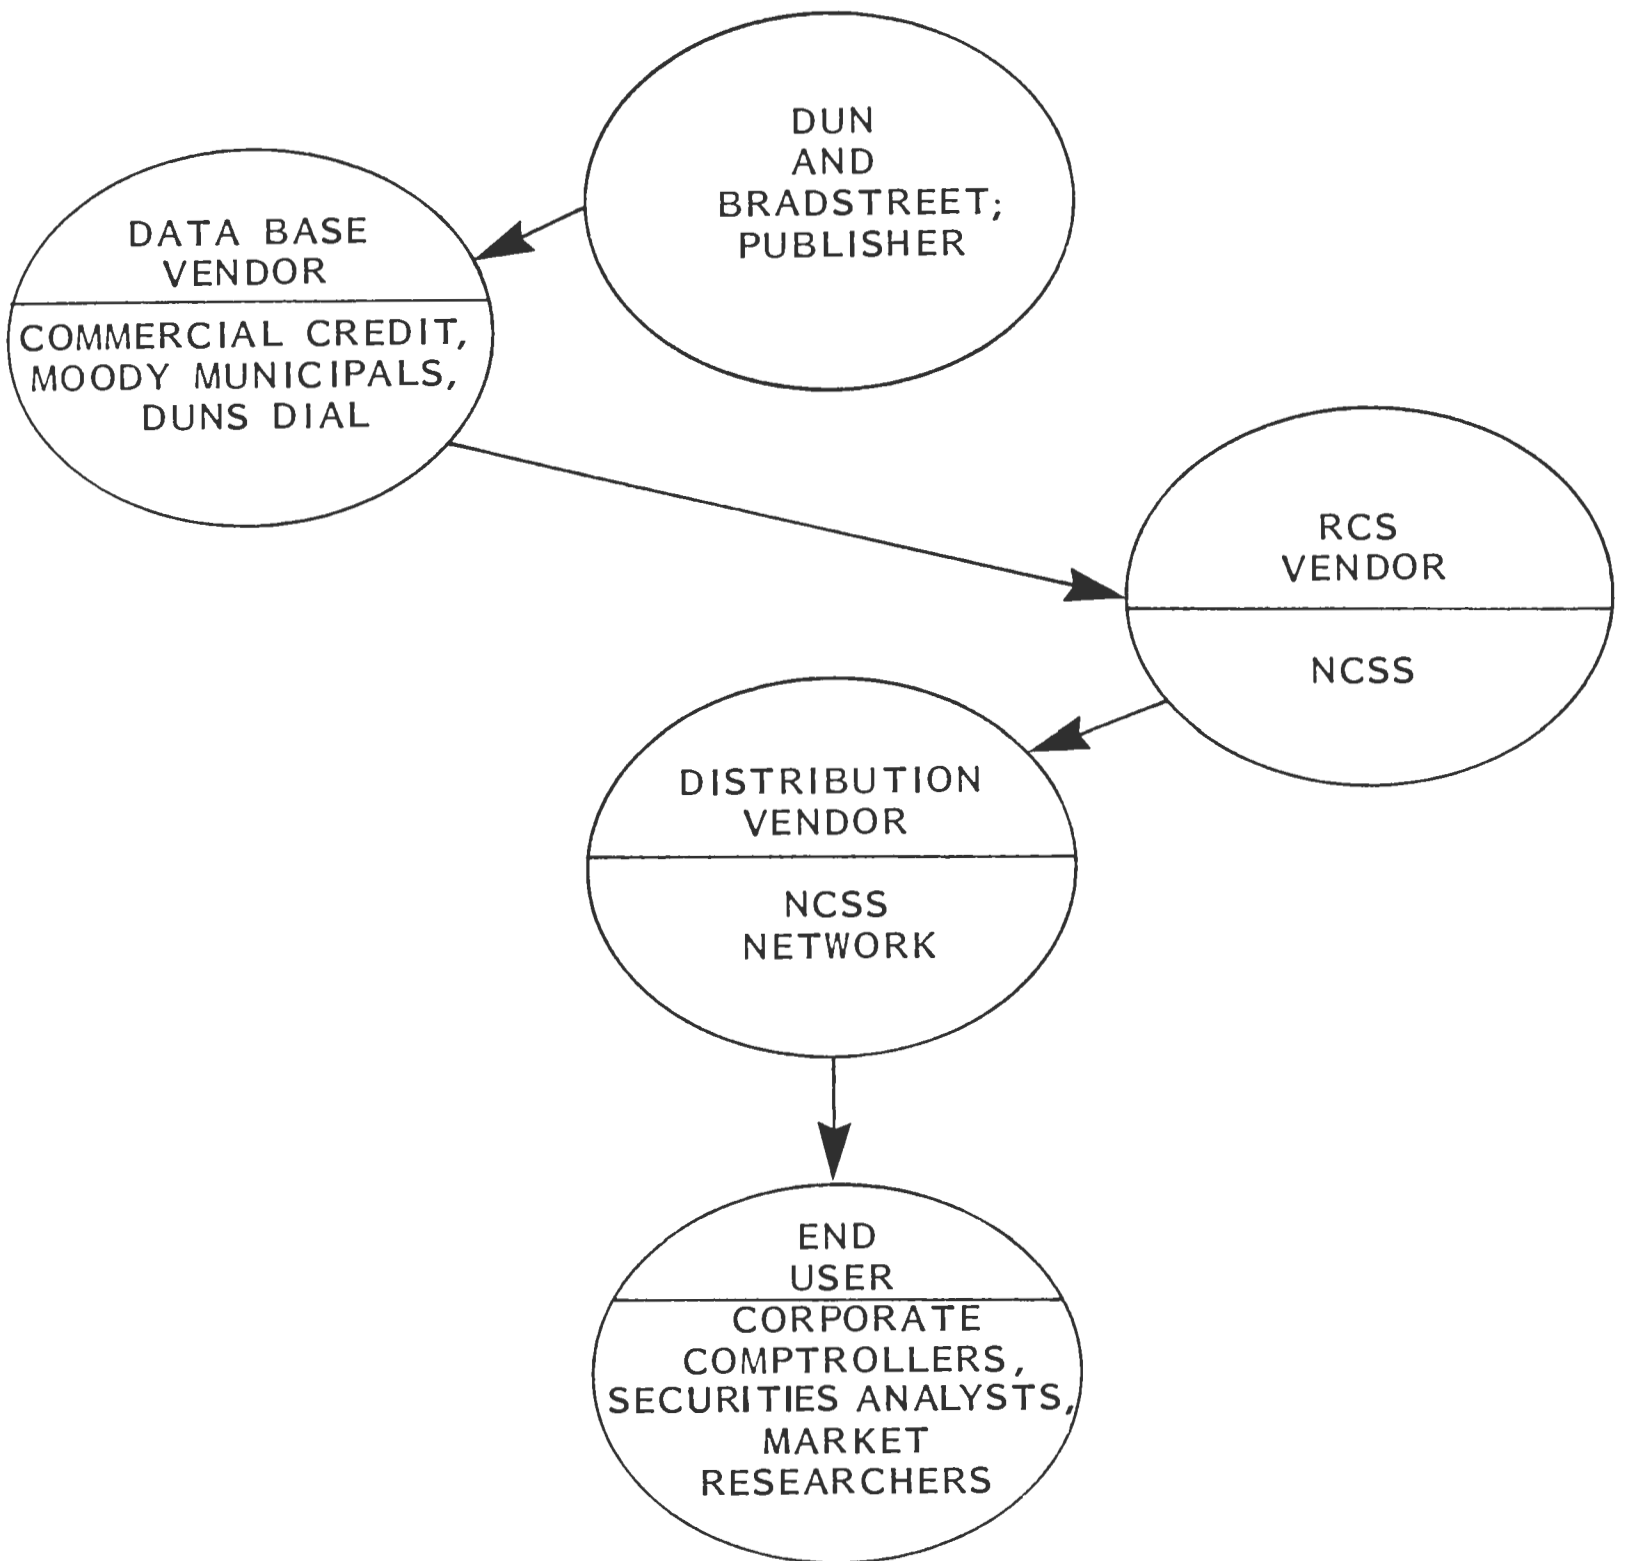 DUN
AND
BRADSTREET;
PUBLISHER
DATA BASE
VENDOR
COMMERCIAL CREDIT,
MOODY MUNICIPALS,
DUNS DIAL
RCS
VENDOR
NCSS
DISTRIBUTION
VENDOR
NCSS
NETWORK
END
USER
CORPORATE
COMPTROLLERS,
SECURITIES ANALYSTS,
MARKET
RESEARCHERS